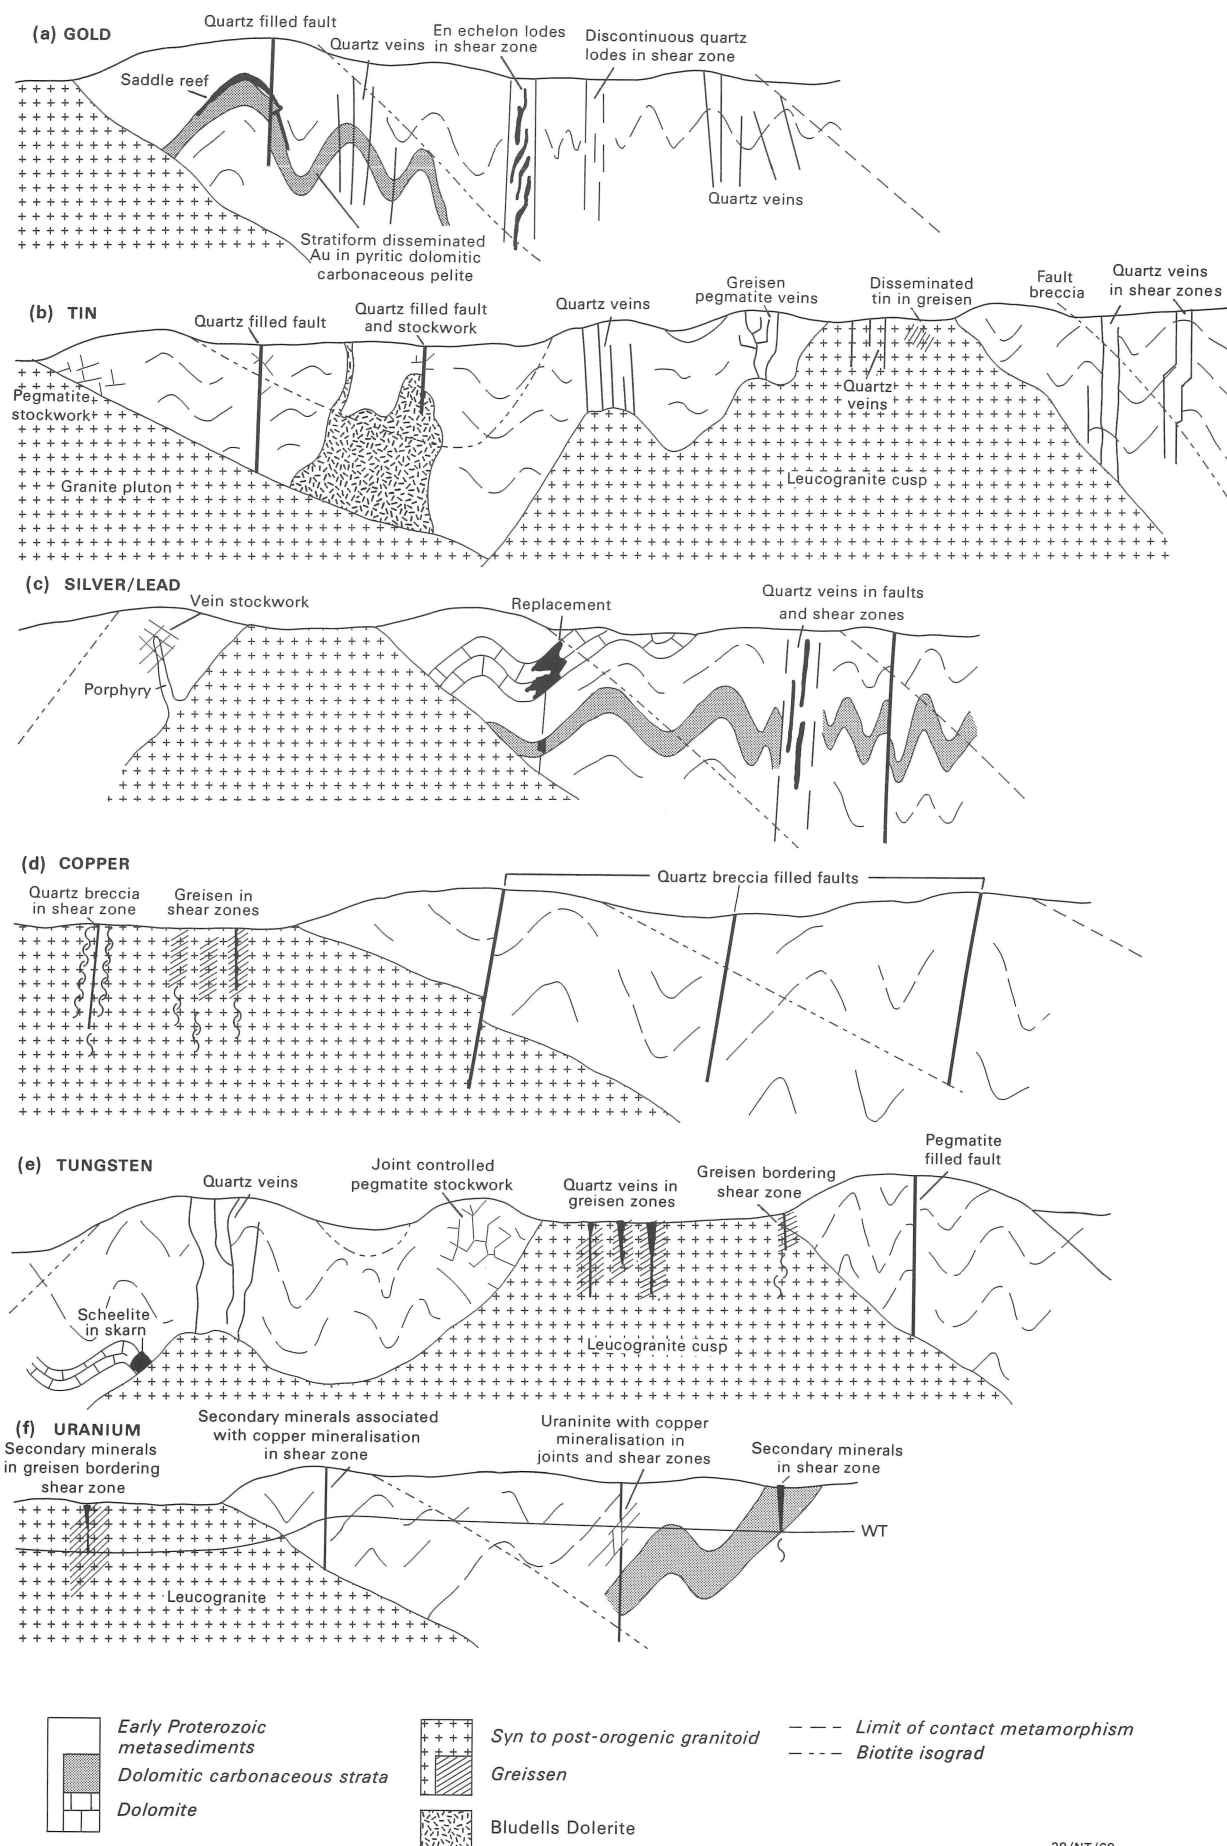 (a) GOLD
Quartz filled fault
Quartz veins
En echelon lodes
in shear zone
Discontinuous quartz
lodes in shear zone
Saddle reef
Quartz veins
Stratiform disseminated
Au in pyritic dolomitic
carbonaceous pelite
(b) TIN
Quartz filled fault
Quartz filled fault
and stockwork
Quartz veins
Greisen
pegmatite veins
Disseminated
tin in greisen
Fault
breccia
Quartz veins
in shear zones
Pegmatite
stockwork
Quartz
veins
Granite pluton
Leucogranite cusp
(c) SILVER/LEAD
Vein stockwork
Replacement
Quartz veins in faults
and shear zones
Porphyry
(d) COPPER
Quartz breccia
in shear zone
Greisen in
shear zones
Quartz breccia filled faults
(e) TUNGSTEN
Quartz veins
Joint controlled
pegmatite stockwork
Quartz veins in
greisen zones
Greisen bordering
shear zone
Pegmatite
filled fault
Scheelite
in skarn
Leucogranite cusp
(f) URANIUM
Secondary minerals
in greisen bordering
shear zone
Secondary minerals associated
with copper mineralisation
in shear zone
Uraninite with copper
mineralisation in
joints and shear zones
Secondary minerals
in shear zone
WT
Leucogranite
Early Proterozoic
metasediments
Dolomitic carbonaceous strata
Dolomite
Syn to post-orogenic granitoid
Greissen
Bludells Dolerite
Limit of contact metamorphism
Biotite isograd